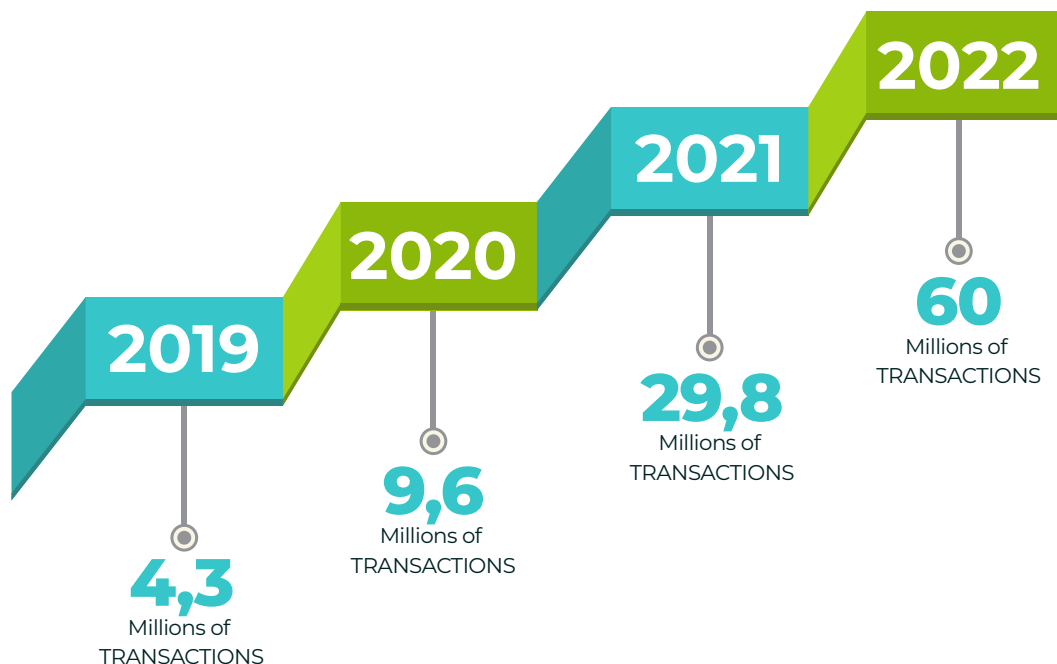 2019
4,3
Millions of
TRANSACTIONS
2020
9,6
Millions of
TRANSACTIONS
2021
29,8
Millions of
TRANSACTIONS
2022
60
Millions of
TRANSACTIONS